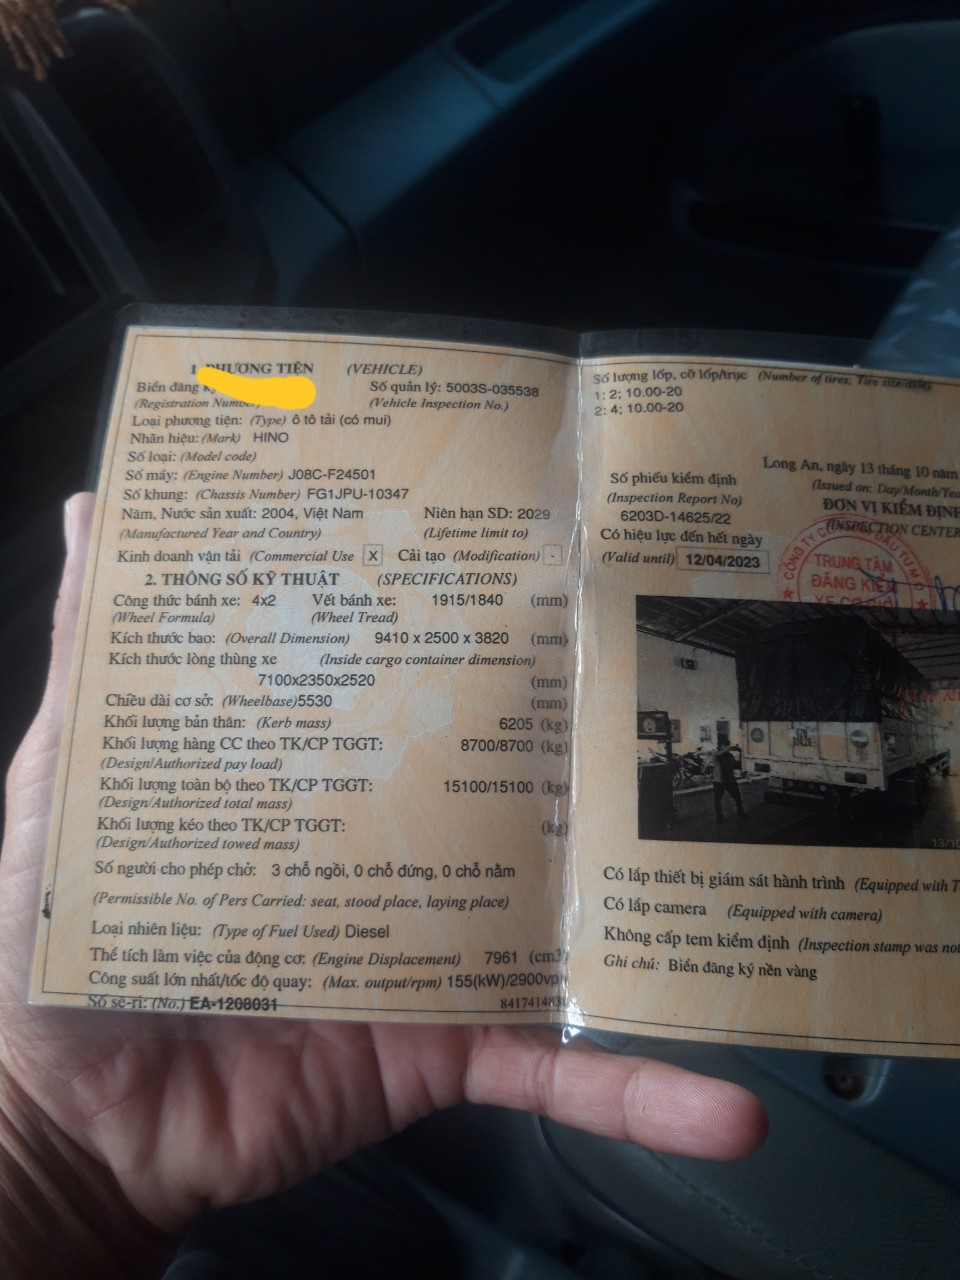 1. PHƯƠNG TIỆN (VEHICLE)
Biển đăng ký
(Registration Number)
Số quản lý: 5003S-035538
(Vehicle Inspection No.)
Loại phương tiện: (Type) ô tô tải (có mui)
Nhãn hiệu: (Mark) HINO
Số loại: (Model code)
Số máy: (Engine Number) J08C-F24501
Số khung: (Chassis Number) FG1JPU-10347
Năm, Nước sản xuất: 2004, Việt Nam Niên hạn SD: 2029
(Manufactured Year and Country) (Lifetime limit to)
Kinh doanh vận tải (Commercial Use X Cải tạo (Modification) -
2. THÔNG SỐ KỸ THUẬT (SPECIFICATIONS)
Công thức bánh xe: 4x2 Vết bánh xe: 1915/1840 (mm)
(Wheel Formula) (Wheel Tread)
Kích thước bao: (Overall Dimension) 9410 x 2500 x 3820 (mm)
Kích thước lòng thùng xe (Inside cargo container dimension)
7100x2350x2520 (mm)
Chiều dài cơ sở: (Wheelbase)5530 (mm)
Khối lượng bản thân: (Kerb mass) 6205 (kg)
Khối lượng hàng CC theo TK/CP TGGT: 8700/8700 (kg)
(Design/Authorized pay load)
Khối lượng toàn bộ theo TK/CP TGGT: 15100/15100 (kg)
(Design/Authorized total mass)
Khối lượng kéo theo TK/CP TGGT: (kg)
(Design/Authorized towed mass)
Số người cho phép chở: 3 chỗ ngồi, 0 chỗ đứng, 0 chỗ nằm
(Permissible No. of Pers Carried: seat, stood place, laying place)
Loại nhiên liệu: (Type of Fuel Used) Diesel
Thể tích làm việc của động cơ: (Engine Displacement) 7961 (cm3)
Công suất lớn nhất/tốc độ quay: (Max. output/rpm) 155(kW)/2900vp
Số sê-ri: (No.) EA-1208031
Số lượng lốp, cỡ lốp/trục (Number of tires; Tire size/axle)
1: 2; 10.00-20
2: 4; 10.00-20
Long An, ngày 13 tháng 10 năm
(Issued on: Day/Month/Yea
Số phiếu kiểm định
(Inspection Report No)
6203D-14625/22
ĐƠN VỊ KIỂM ĐỊNH
(INSPECTION CENTER
Có hiệu lực đến hết ngày
(Valid until) 12/04/2023
TRUNG TÂM
ĐĂNG KIỂM
XE CƠ GIỚI
13/10
Có lắp thiết bị giám sát hành trình (Equipped with T
Có lắp camera (Equipped with camera)
Không cấp tem kiểm định (Inspection stamp was not
Ghi chú: Biển đăng ký nền vàng